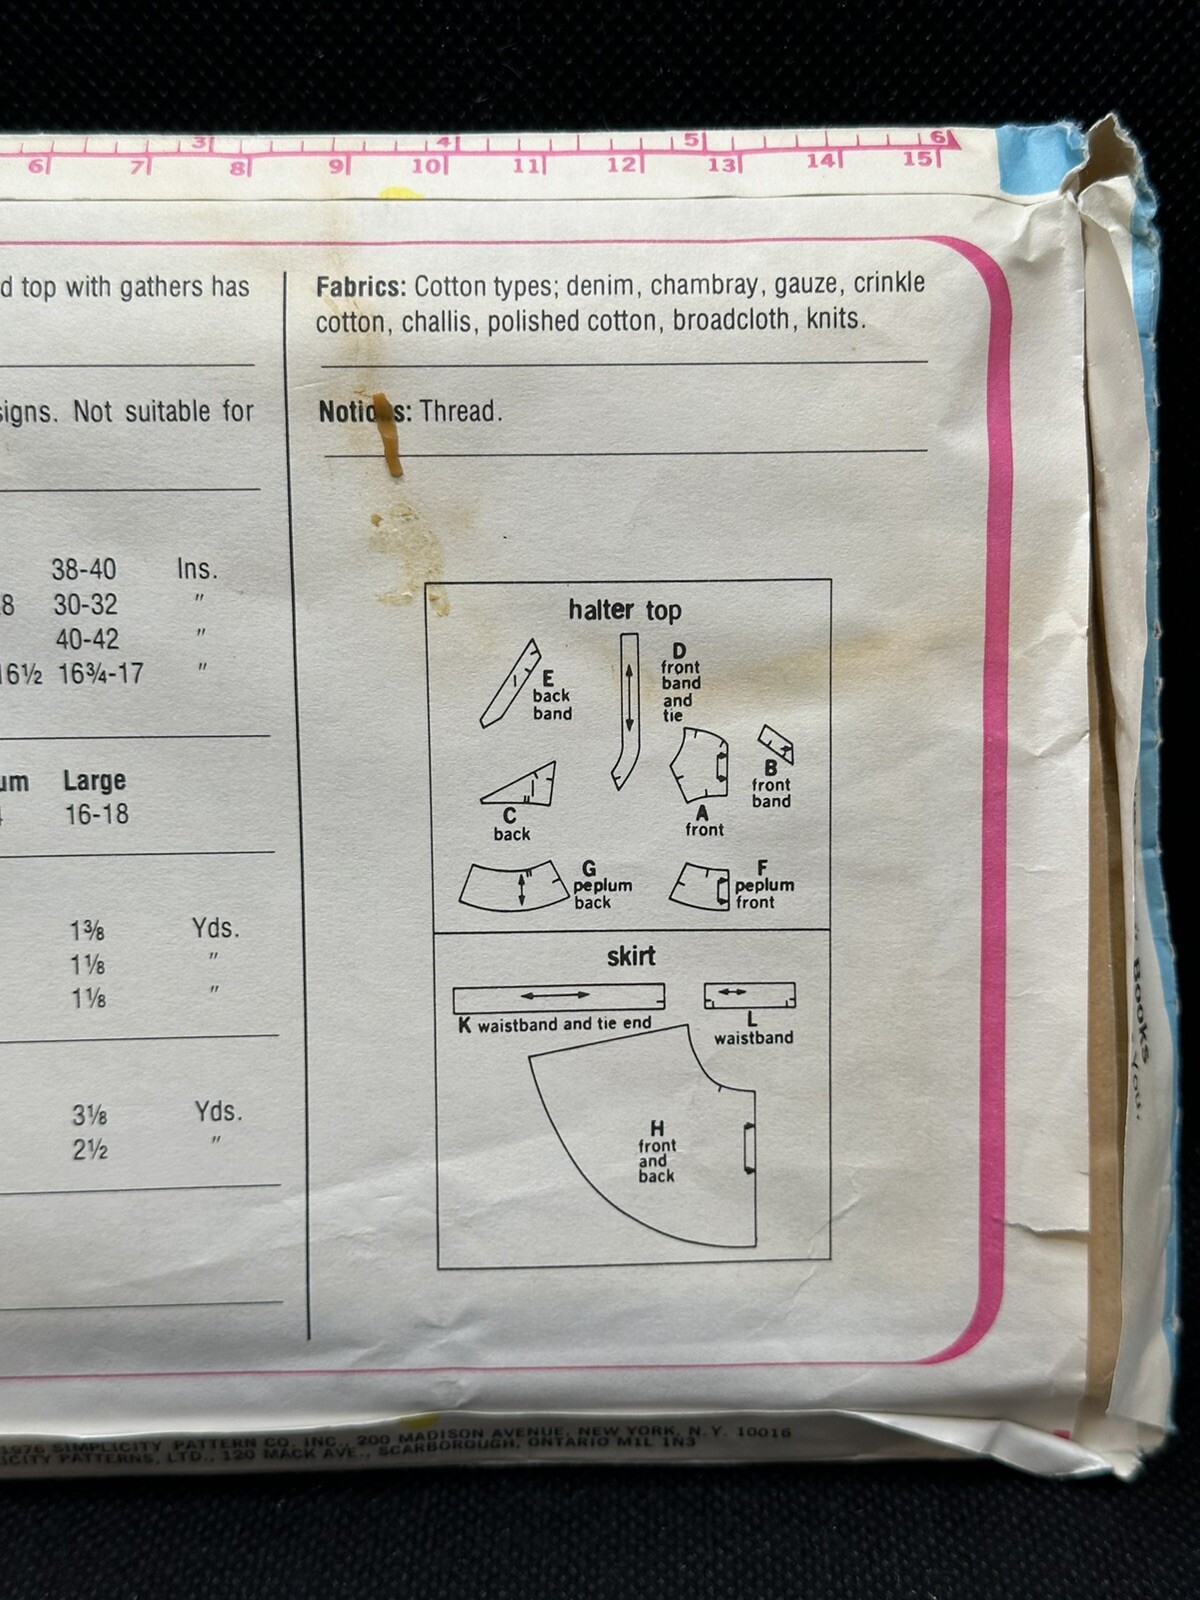 3 4 5 6
6 7 8 9 10 11 12 13 14 15
d top with gathers has
signs. Not suitable for
38-40 Ins.
8 30-32 "
40-42 "
16½ 16¾-17 "
um Large
16-18
1⅜ Yds.
1⅛ "
1⅛ "
3⅛ Yds.
2½ "
Fabrics: Cotton types; denim, chambray, gauze, crinkle
cotton, challis, polished cotton, broadcloth, knits.
Notions: Thread.
halter top
E
back
band
D
front
band
and
tie
B
front
band
C
back
A
front
G
peplum
back
F
peplum
front
skirt
K waistband and tie end
L
waistband
H
front
and
back
1976 SIMPLICITY PATTERN CO. INC., 200 MADISON AVENUE, NEW YORK, N.Y. 10016
ICITY PATTERNS, LTD., 120 MACK AVE., SCARBOROUGH, ONTARIO M1L 1N3
Books